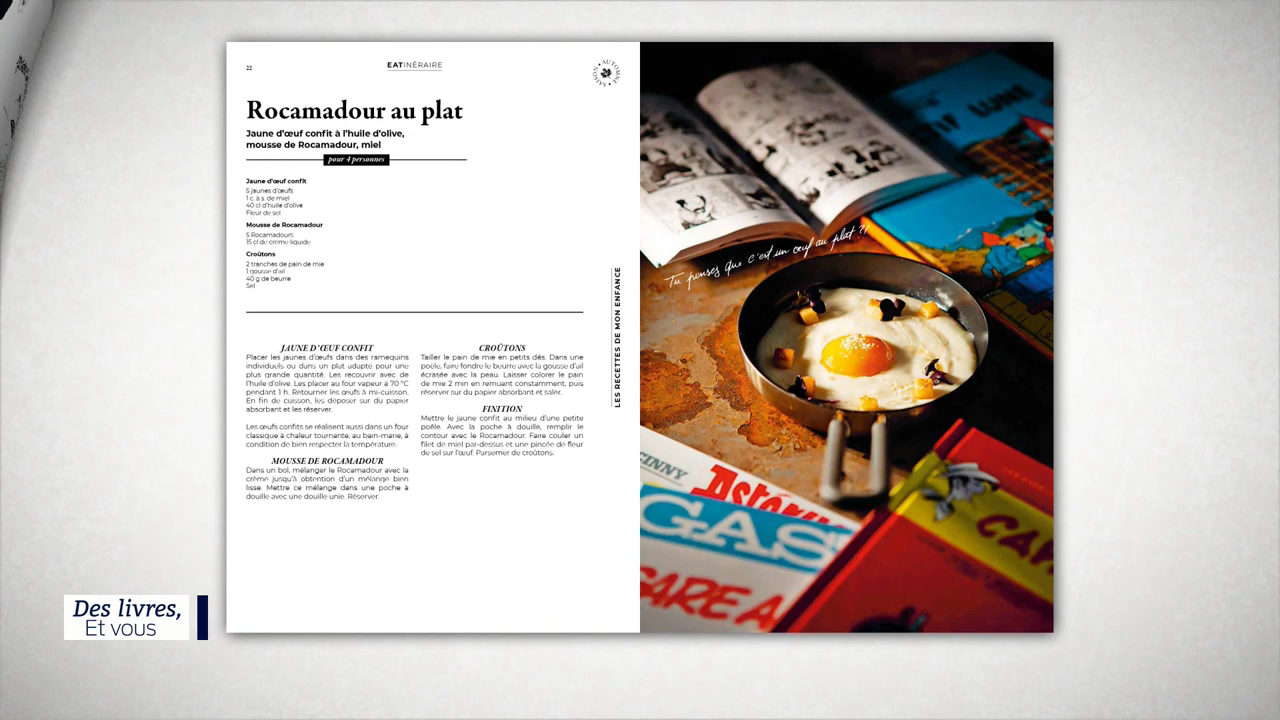 22
EATINÉRAIRE
SAISON • AUTOMNE •
Rocamadour au plat
Jaune d'œuf confit à l'huile d'olive,
mousse de Rocamadour, miel
pour 4 personnes
Jaune d'œuf confit
5 jaunes d'œufs
1 c. à s. de miel
40 cl d'huile d'olive
Fleur de sel
Mousse de Rocamadour
5 Rocamadours
15 cl de crème liquide
Croûtons
2 tranches de pain de mie
1 gousse d'ail
40 g de beurre
Sel
JAUNE D'ŒUF CONFIT
Placer les jaunes d'œufs dans des ramequins
individuels ou dans un plat adapté pour une
plus grande quantité. Les recouvrir avec de
l'huile d'olive. Les placer au four vapeur à 70 °C
pendant 1 h. Retourner les œufs à mi-cuisson.
En fin de cuisson, les déposer sur du papier
absorbant et les réserver.
Les œufs confits se réalisent aussi dans un four
classique à chaleur tournante, au bain-marie, à
condition de bien respecter la température.
MOUSSE DE ROCAMADOUR
Dans un bol, mélanger le Rocamadour avec la
crème jusqu'à obtention d'un mélange bien
lisse. Mettre ce mélange dans une poche à
douille avec une douille unie. Réserver.
CROÛTONS
Tailler le pain de mie en petits dés. Dans une
poêle, faire fondre le beurre avec la gousse d'ail
écrasée avec la peau. Laisser colorer le pain
de mie 2 min en remuant constamment, puis
réserver sur du papier absorbant et saler.
FINITION
Mettre le jaune confit au milieu d'une petite
poêle. Avec la poche à douille, remplir le
contour avec le Rocamadour. Faire couler un
filet de miel par-dessus et une pincée de fleur
de sel sur l'œuf. Parsemer de croûtons.
LES RECETTES DE MON ENFANCE
Tu penses que c'est un œuf au plat ?!
LUNE
Astérix
GAS
GARE A
Des livres,
Et vous